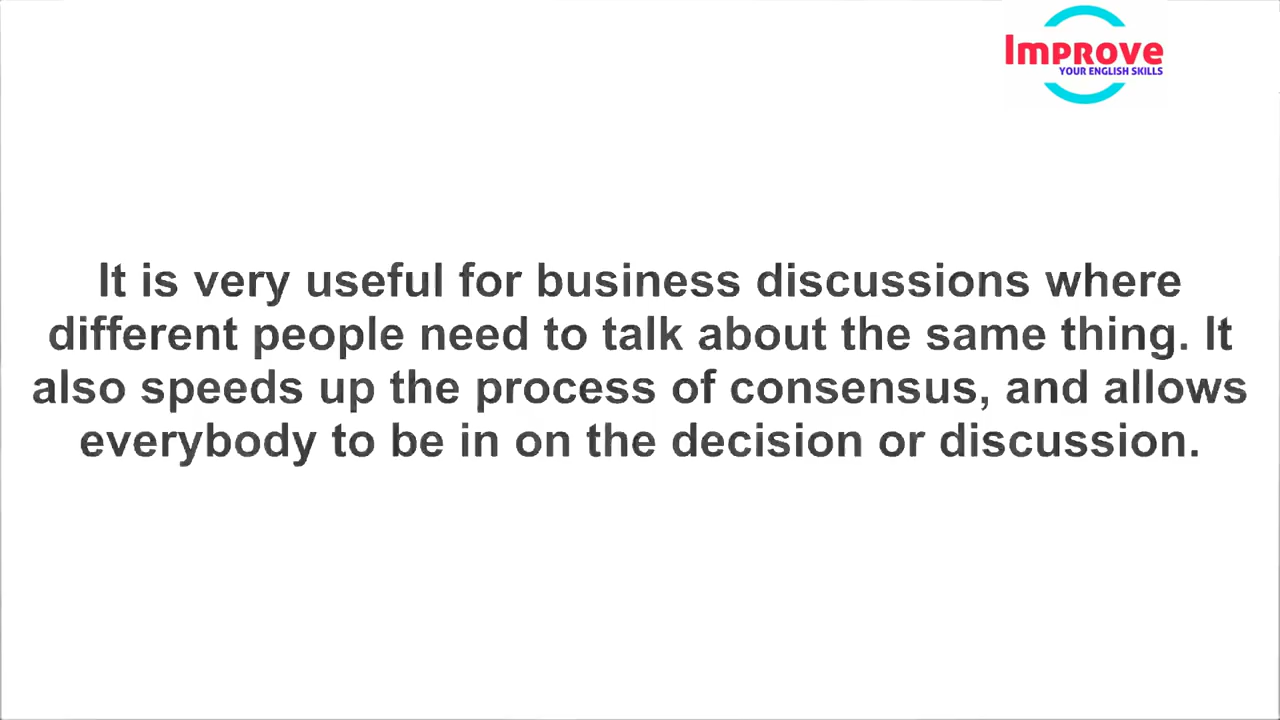 Improve
YOUR ENGLISH SKILLS
It is very useful for business discussions where
different people need to talk about the same thing. It
also speeds up the process of consensus, and allows
everybody to be in on the decision or discussion.